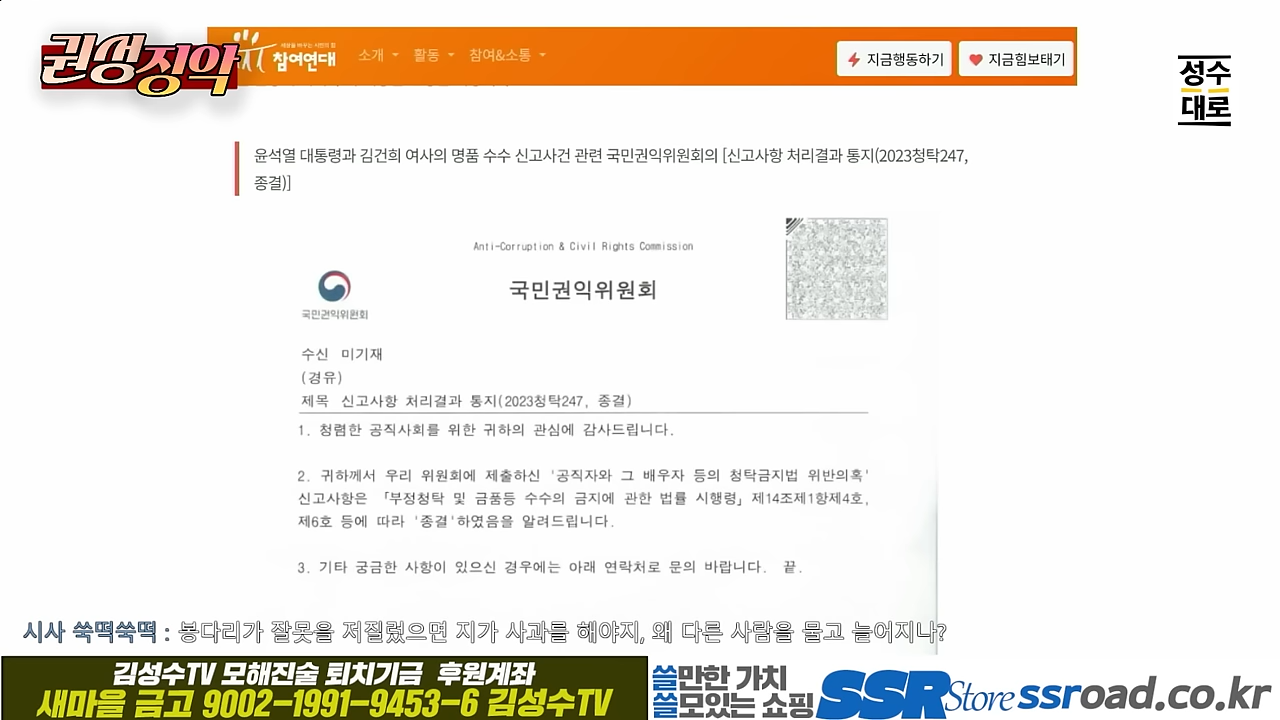 권성징악
세상을 바꾸는 시민의 힘
참여연대
소개
활동
참여&소통
지금행동하기
지금힘보태기
성수
대로
윤석열 대통령과 김건희 여사의 명품 수수 신고사건 관련 국민권익위원회의 [신고사항 처리결과 통지(2023청탁247,
종결)]
Anti-Corruption & Civil Rights Commission
국민권익위원회
국민권익위원회
수신 미기재
(경유)
제목 신고사항 처리결과 통지(2023청탁247, 종결)
1. 청렴한 공직사회를 위한 귀하의 관심에 감사드립니다.
2. 귀하께서 우리 위원회에 제출하신 '공직자와 그 배우자 등의 청탁금지법 위반의혹'
신고사항은 「부정청탁 및 금품등 수수의 금지에 관한 법률 시행령」 제14조제1항제4호,
제6호 등에 따라 '종결'하였음을 알려드립니다.
3. 기타 궁금한 사항이 있으신 경우에는 아래 연락처로 문의 바랍니다. 끝.
시사 쑥떡쑥떡 : 봉다리가 잘못을 저질렀으면 지가 사과를 해야지, 왜 다른 사람을 물고 늘어지나?
김성수TV 모해진술 퇴치기금 후원계좌
새마을 금고 9002-1991-9453-6 김성수TV
쓸만한 가치
쓸모있는 쇼핑
SSR Store ssroad.co.kr